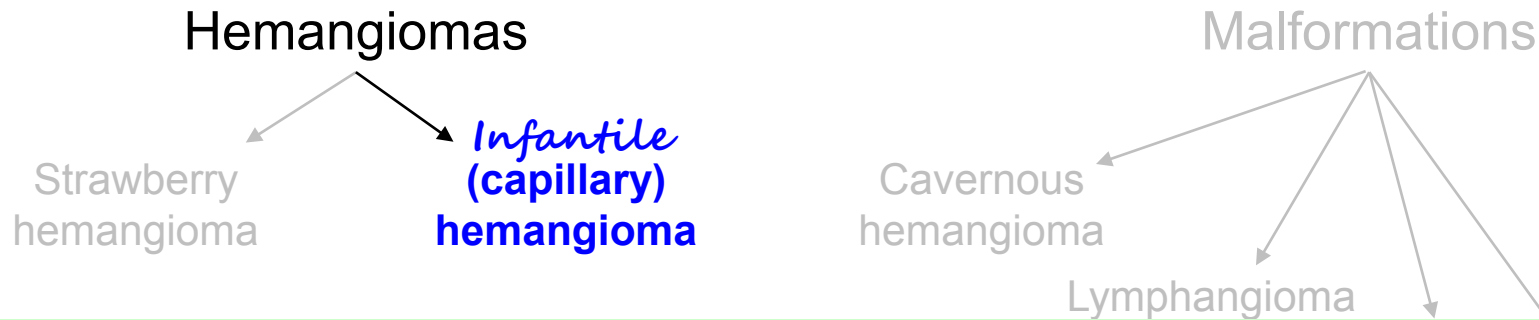 Hemangiomas
Malformations
Strawberry
hemangioma
Infantile
(capillary)
hemangioma
Cavernous
hemangioma
Lymphangioma